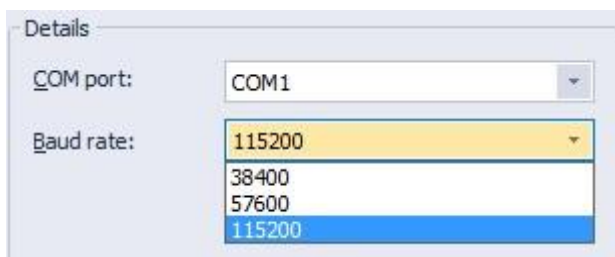 Details
COM port:
COM1
Baud rate:
115200
38400
57600
115200